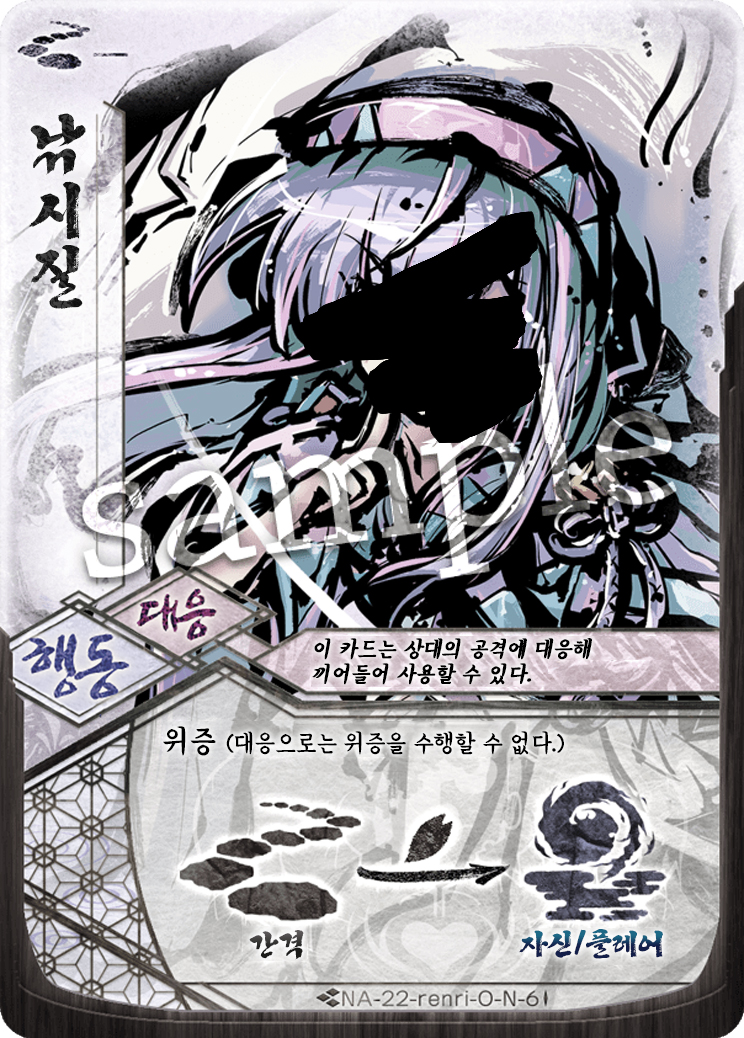 낚시질
sample
대응
행동
이 카드는 상대의 공격에 대응해
끼어들어 사용할 수 있다.
위증 (대응으로는 위증을 수행할 수 없다.)
간격
자신/플레어
NA-22-renri-O-N-6